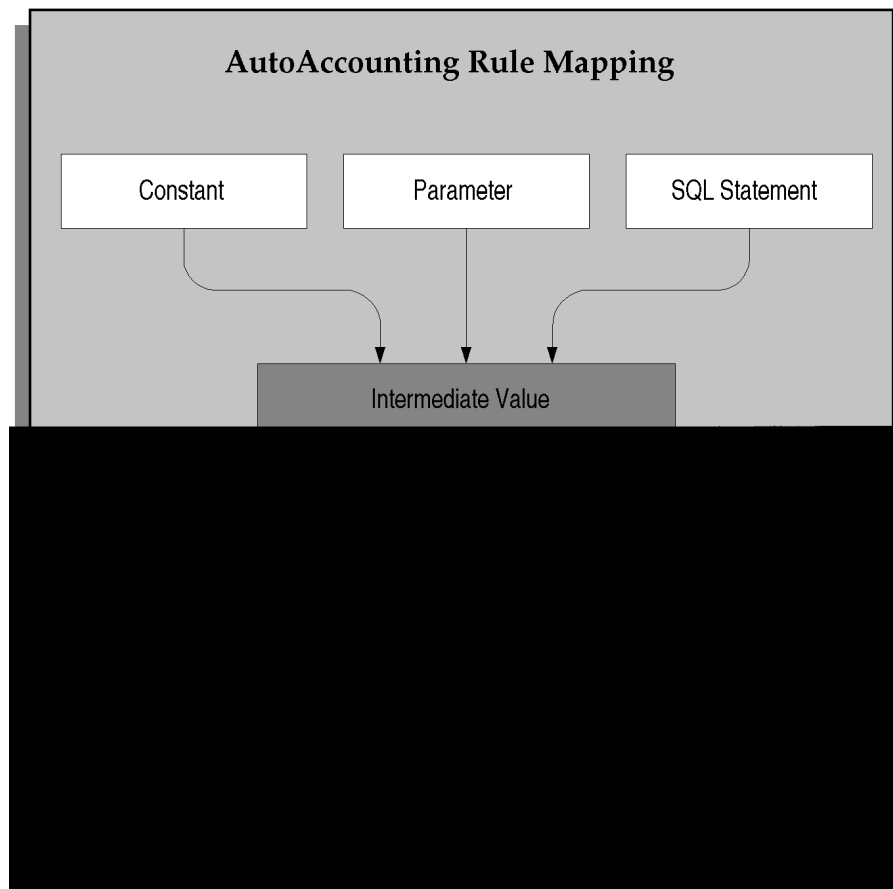 AutoAccounting Rule Mapping
Constant
Parameter
SQL Statement
Intermediate Value